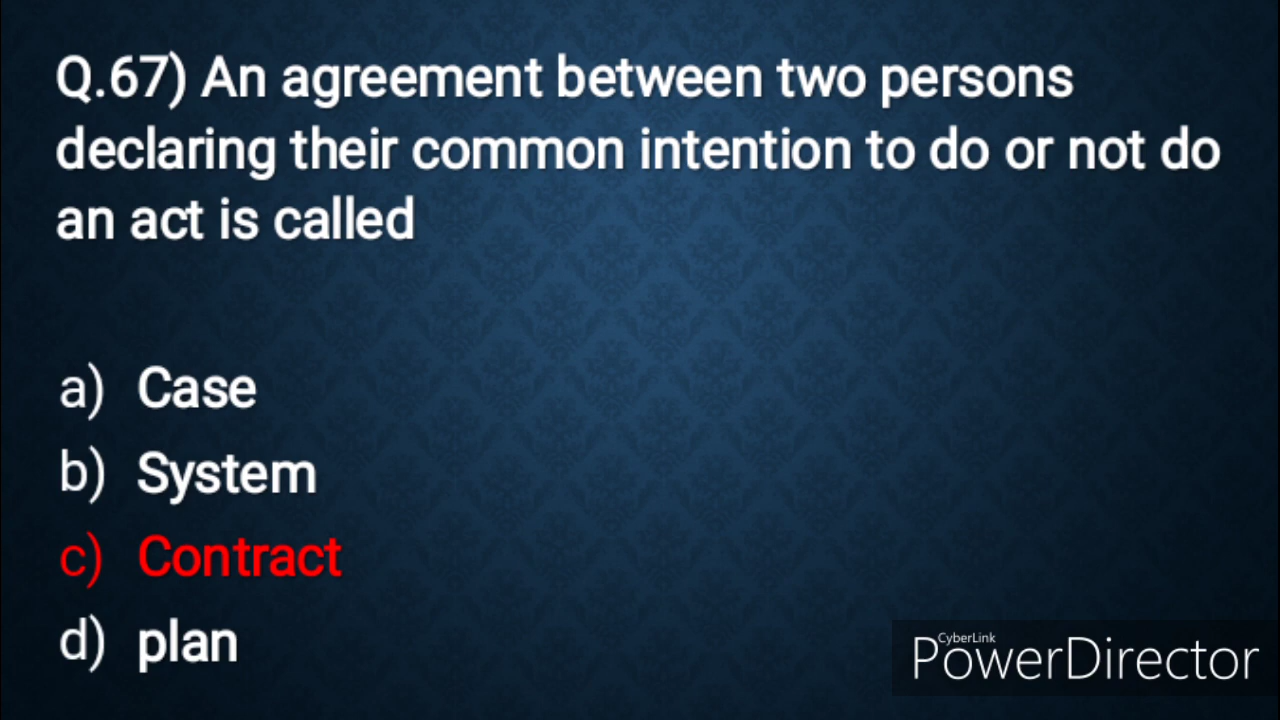 Q.67) An agreement between two persons
declaring their common intention to do or not do
an act is called
a) Case
b) System
c) Contract
d) plan
CyberLink
PowerDirector